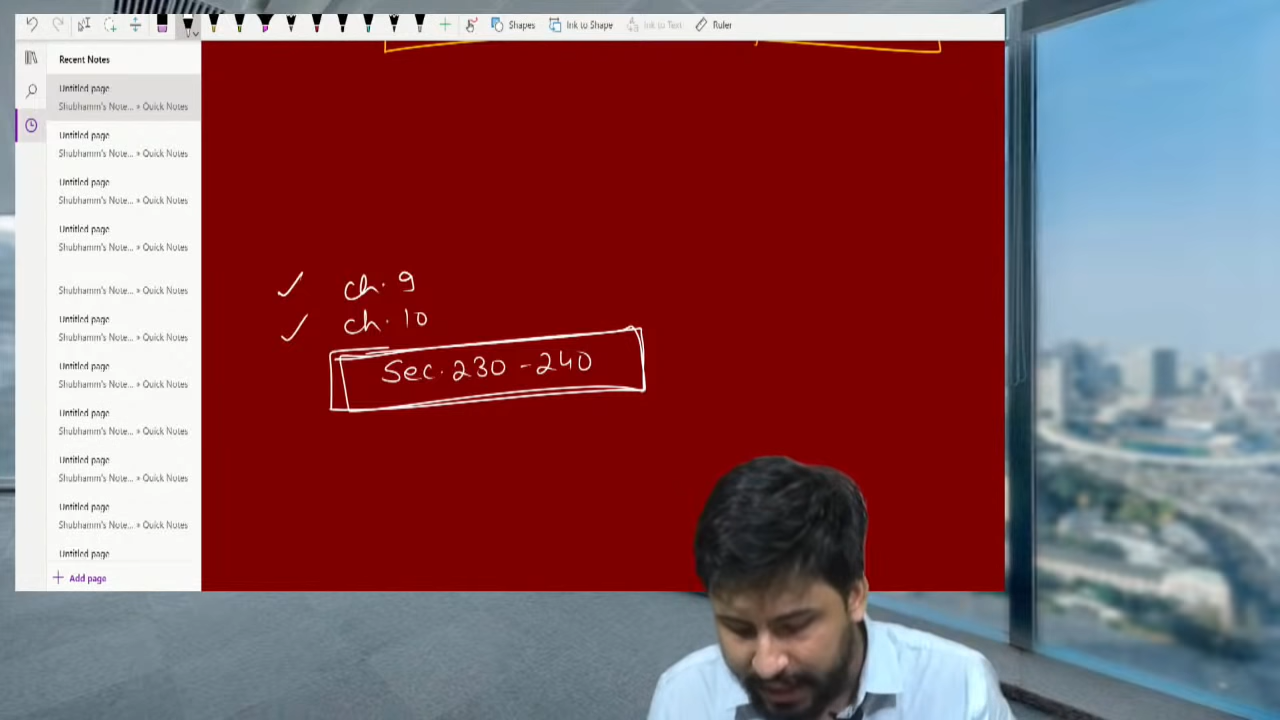 Shapes
Ink to Shape
Ink to Text
Ruler
Recent Notes
Untitled page
Shubhamm's Note... » Quick Notes
Untitled page
Shubhamm's Note... » Quick Notes
Untitled page
Shubhamm's Note... » Quick Notes
Untitled page
Shubhamm's Note... » Quick Notes
Shubhamm's Note... » Quick Notes
Untitled page
Shubhamm's Note... » Quick Notes
Untitled page
Shubhamm's Note... » Quick Notes
Untitled page
Shubhamm's Note... » Quick Notes
Untitled page
Shubhamm's Note... » Quick Notes
Untitled page
Shubhamm's Note... » Quick Notes
Untitled page
Add page
✓ ch. 9
✓ ch. 10
Sec. 230 - 240